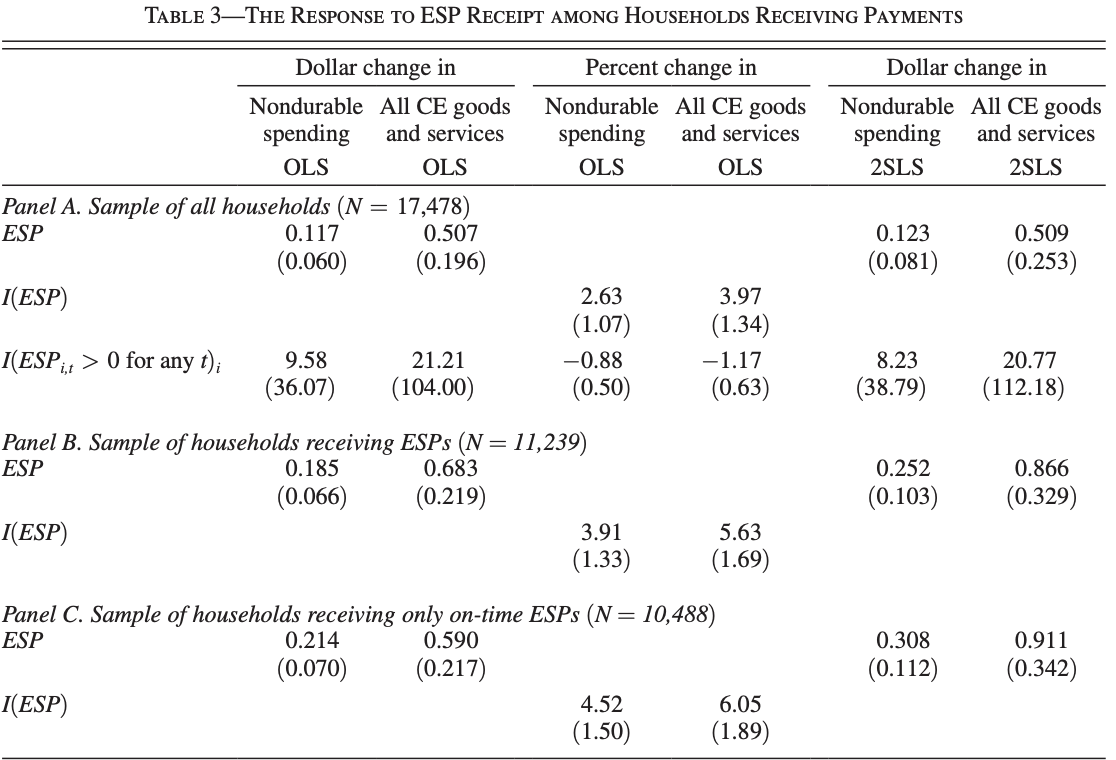 TABLE 3—THE RESPONSE TO ESP RECEIPT AMONG HOUSEHOLDS RECEIVING PAYMENTS
Dollar change in Percent change in Dollar change in
Nondurable All CE goods Nondurable All CE goods Nondurable All CE goods
spending and services spending and services spending and services
OLS OLS OLS OLS 2SLS 2SLS
Panel A. Sample of all households (N = 17,478)
ESP 0.117 0.507 0.123 0.509
(0.060) (0.196) (0.081) (0.253)
I(ESP) 2.63 3.97
(1.07) (1.34)
I(ESP_{i,t} > 0 for any t)_i 9.58 21.21 −0.88 −1.17 8.23 20.77
(36.07) (104.00) (0.50) (0.63) (38.79) (112.18)
Panel B. Sample of households receiving ESPs (N = 11,239)
ESP 0.185 0.683 0.252 0.866
(0.066) (0.219) (0.103) (0.329)
I(ESP) 3.91 5.63
(1.33) (1.69)
Panel C. Sample of households receiving only on-time ESPs (N = 10,488)
ESP 0.214 0.590 0.308 0.911
(0.070) (0.217) (0.112) (0.342)
I(ESP) 4.52 6.05
(1.50) (1.89)